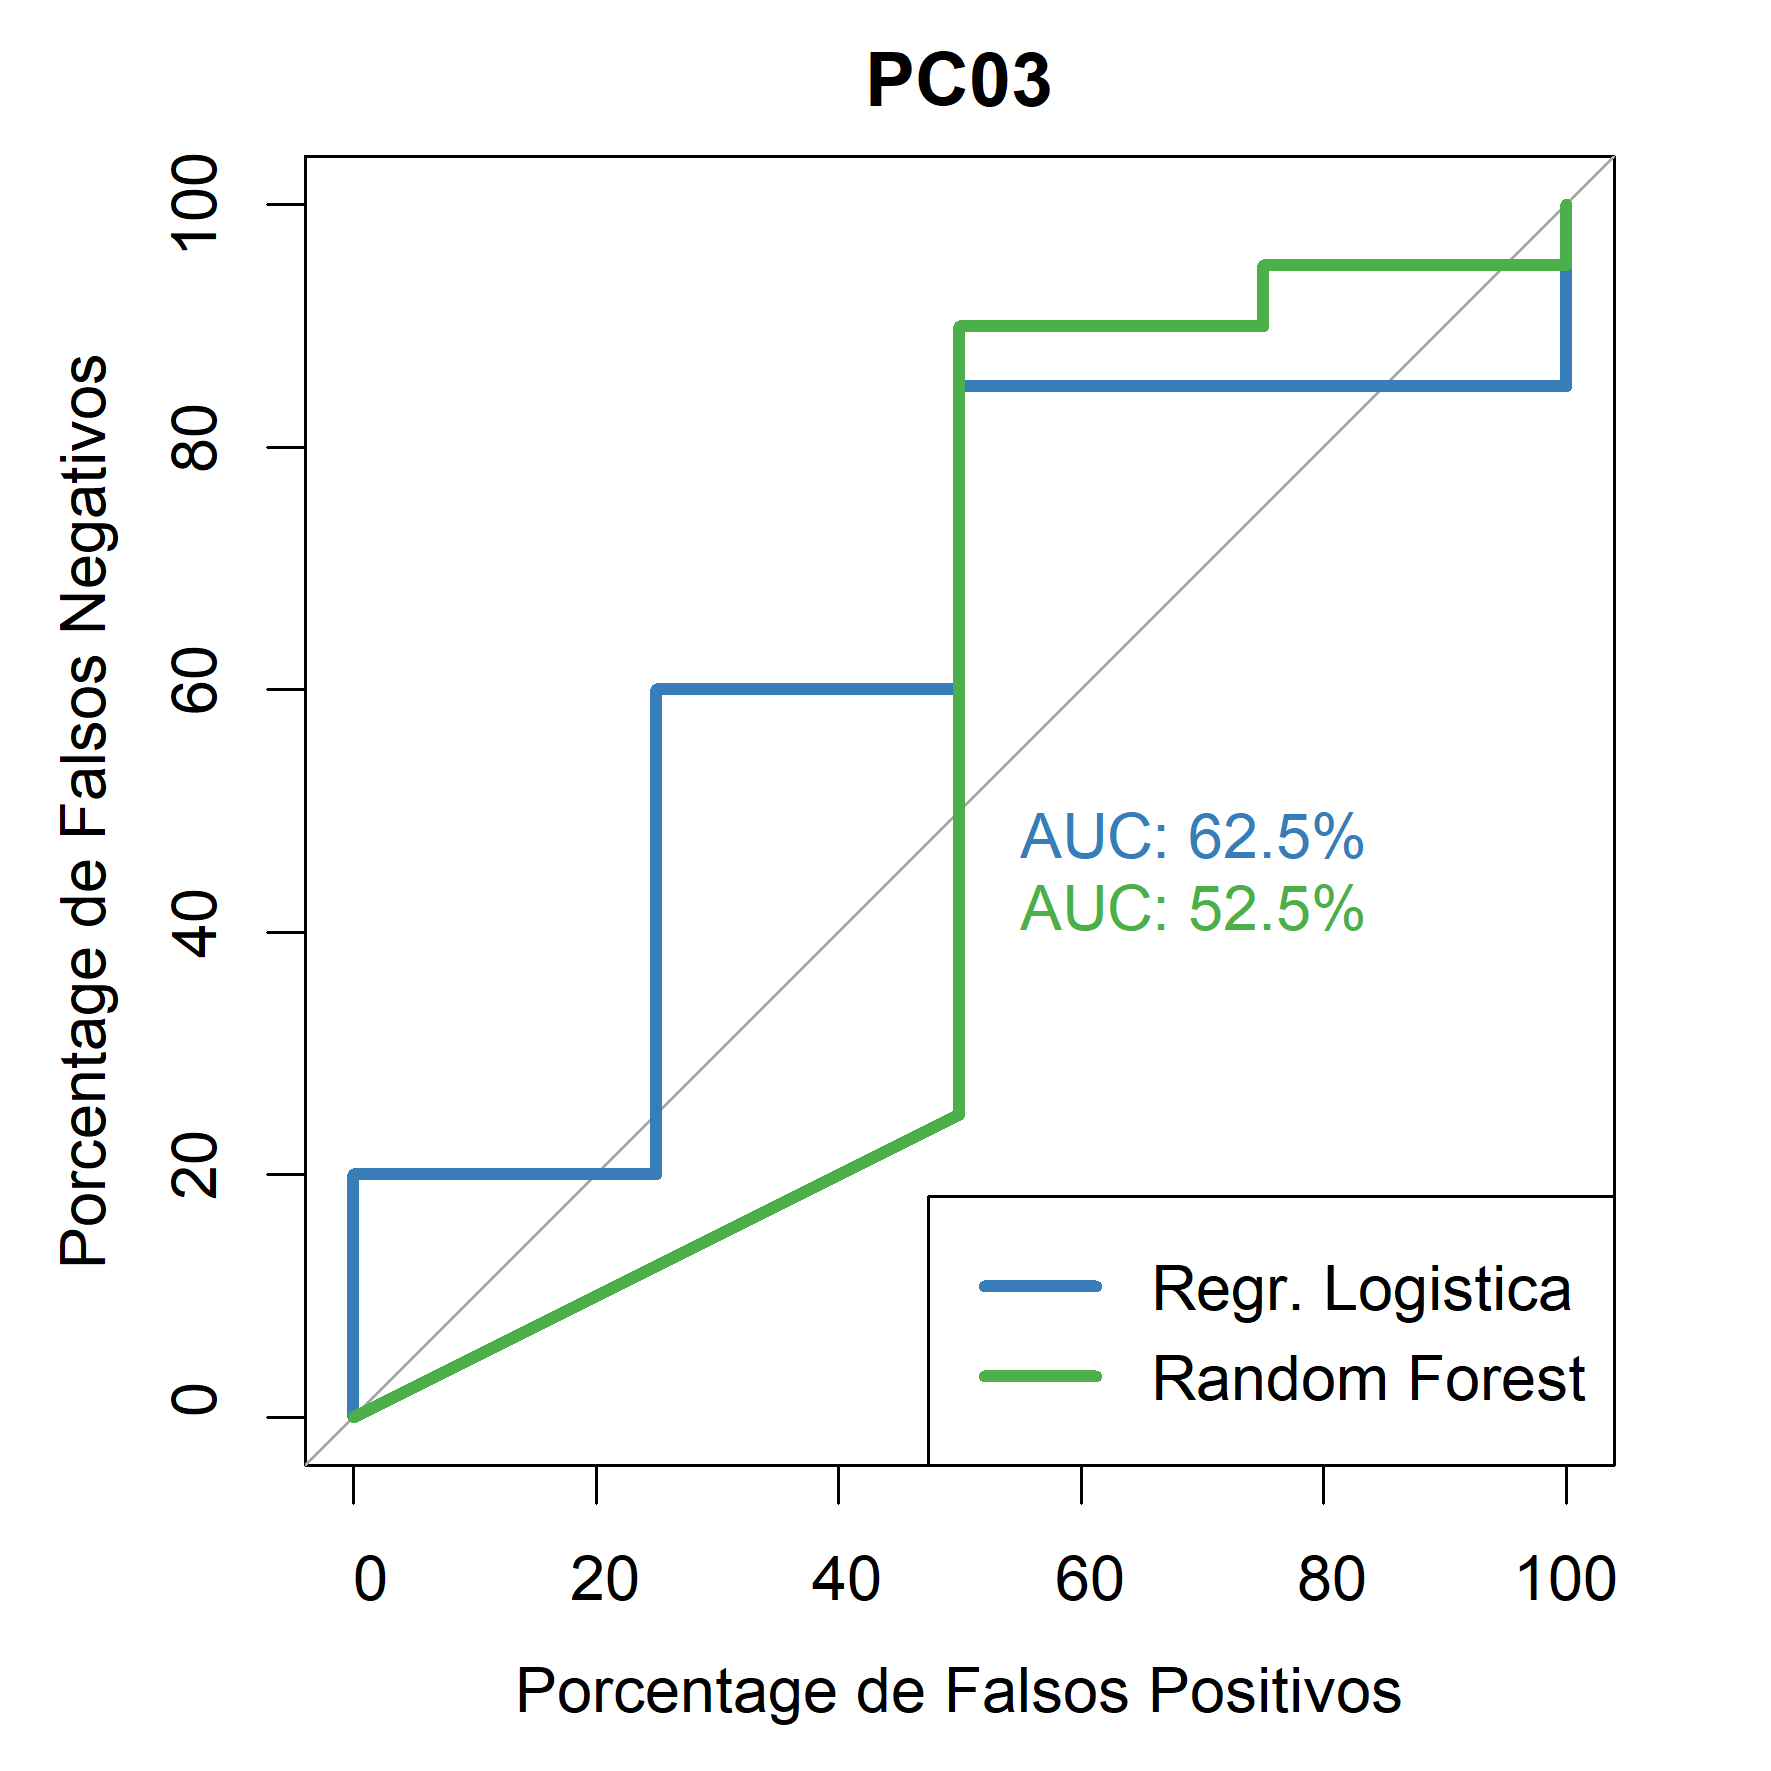 PC03
100
80
60
40
20
0
Porcentage de Falsos Negativos
AUC: 62.5%
AUC: 52.5%
Regr. Logistica
Random Forest
0 20 40 60 80 100
Porcentage de Falsos Positivos